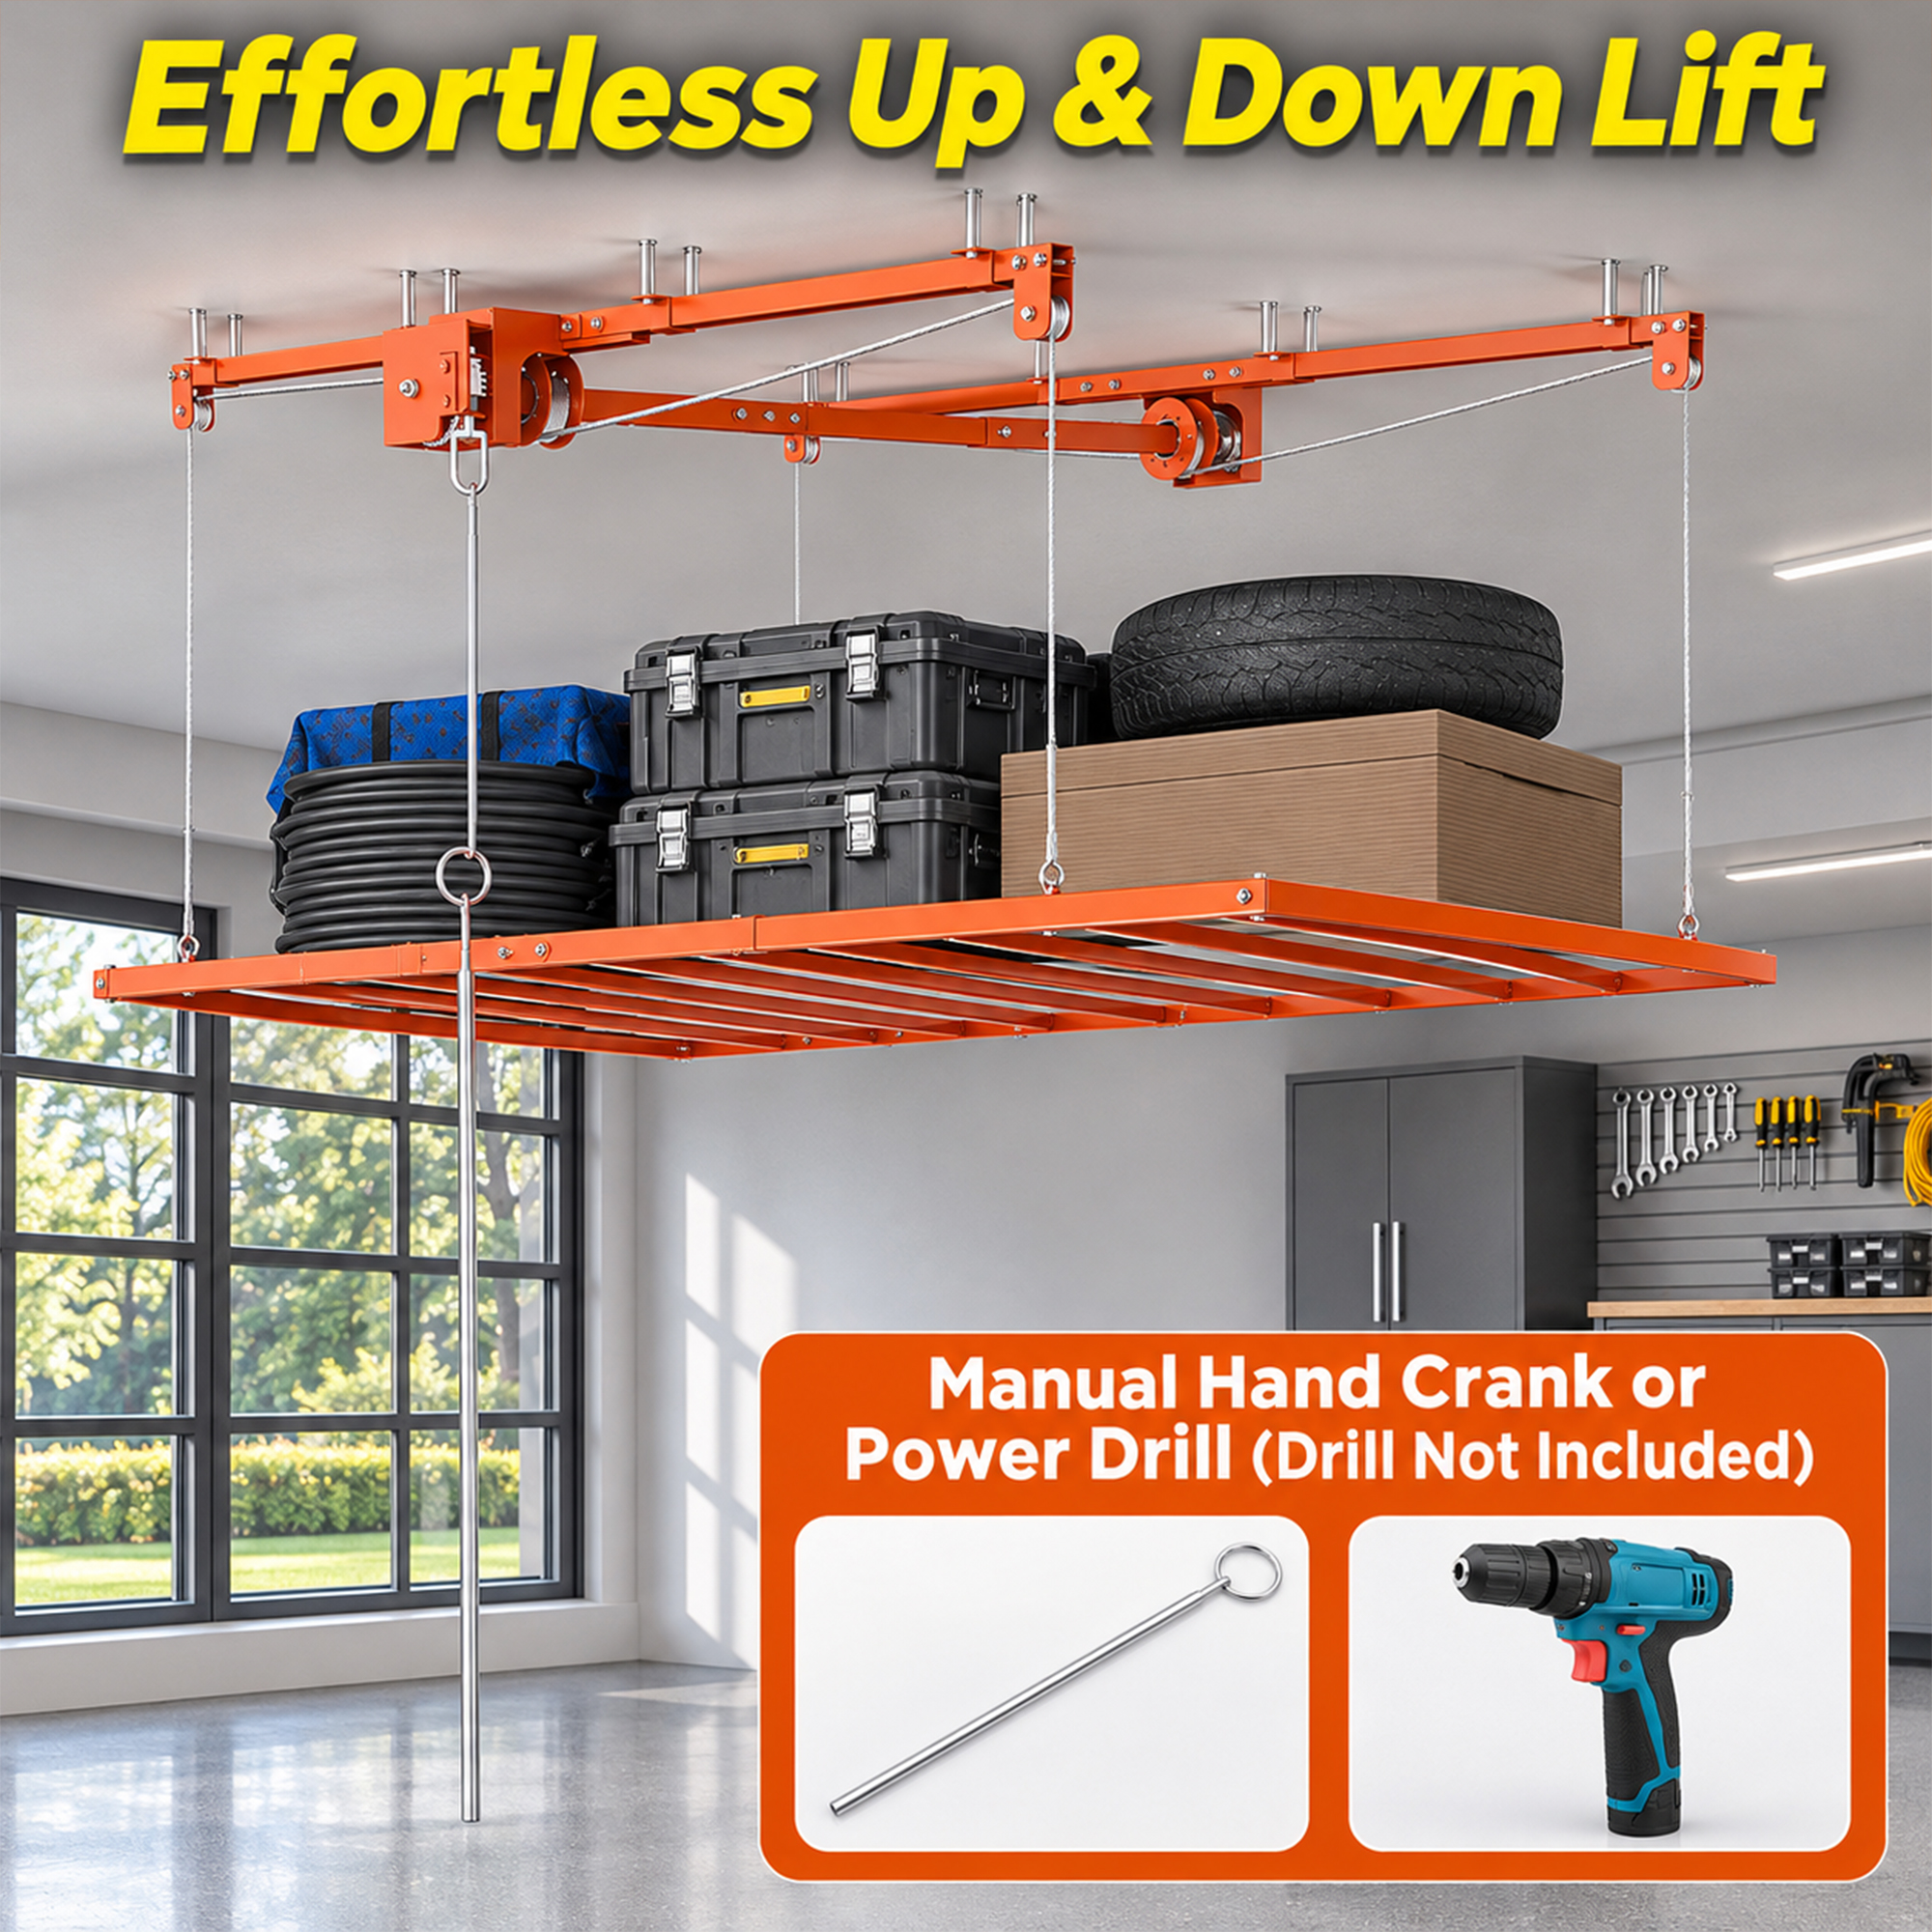 Effortless Up & Down Lift
Manual Hand Crank or
Power Drill (Drill Not Included)